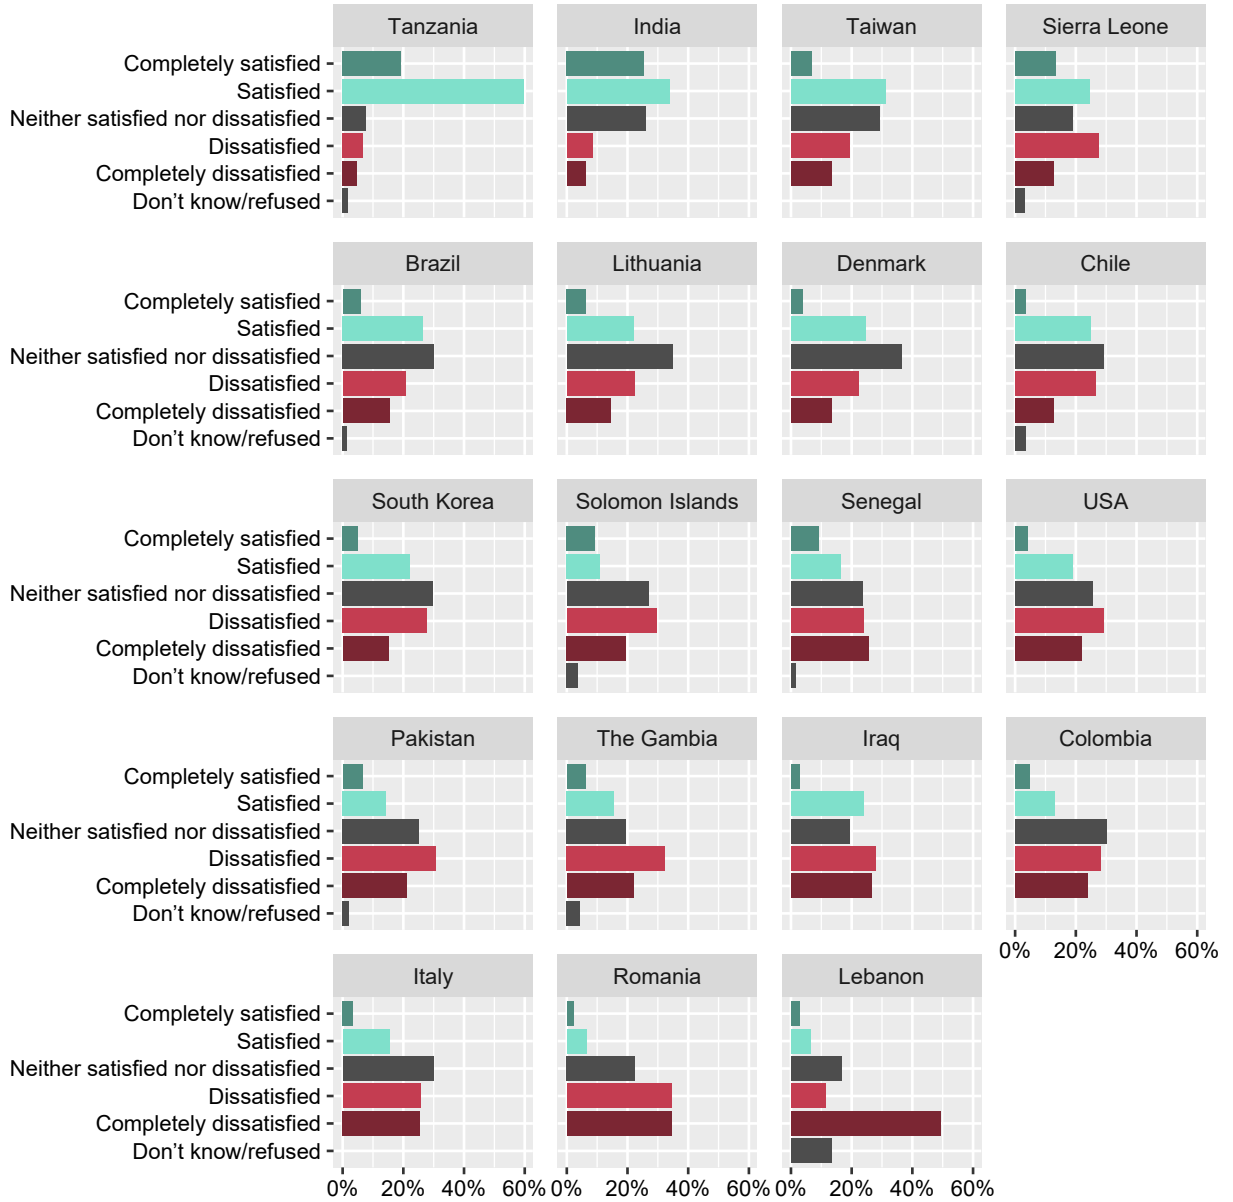 Tanzania India Taiwan Sierra Leone
Completely satisfied
Satisfied
Neither satisfied nor dissatisfied
Dissatisfied
Completely dissatisfied
Don’t know/refused
Brazil Lithuania Denmark Chile
Completely satisfied
Satisfied
Neither satisfied nor dissatisfied
Dissatisfied
Completely dissatisfied
Don’t know/refused
South Korea Solomon Islands Senegal USA
Completely satisfied
Satisfied
Neither satisfied nor dissatisfied
Dissatisfied
Completely dissatisfied
Don’t know/refused
Pakistan The Gambia Iraq Colombia
Completely satisfied
Satisfied
Neither satisfied nor dissatisfied
Dissatisfied
Completely dissatisfied
Don’t know/refused
0% 20% 40% 60%
Italy Romania Lebanon
Completely satisfied
Satisfied
Neither satisfied nor dissatisfied
Dissatisfied
Completely dissatisfied
Don’t know/refused
0% 20% 40% 60% 0% 20% 40% 60% 0% 20% 40% 60%